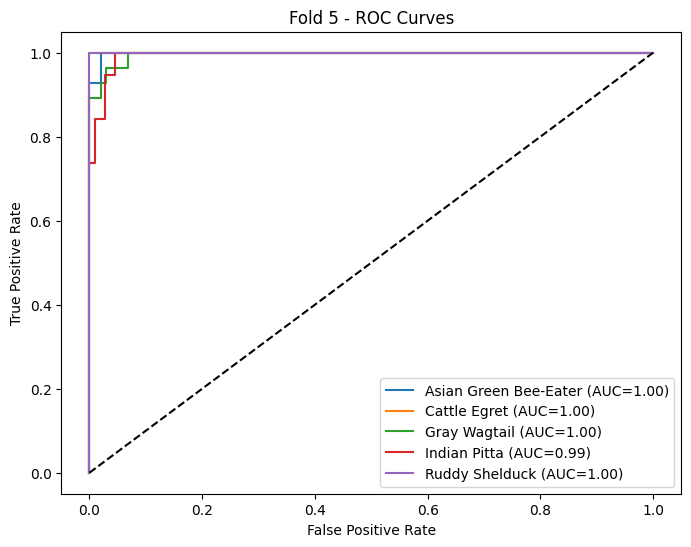 Fold 5 - ROC Curves
True Positive Rate
1.0
0.8
0.6
0.4
0.2
0.0
Asian Green Bee-Eater (AUC=1.00)
Cattle Egret (AUC=1.00)
Gray Wagtail (AUC=1.00)
Indian Pitta (AUC=0.99)
Ruddy Shelduck (AUC=1.00)
0.0 0.2 0.4 0.6 0.8 1.0
False Positive Rate